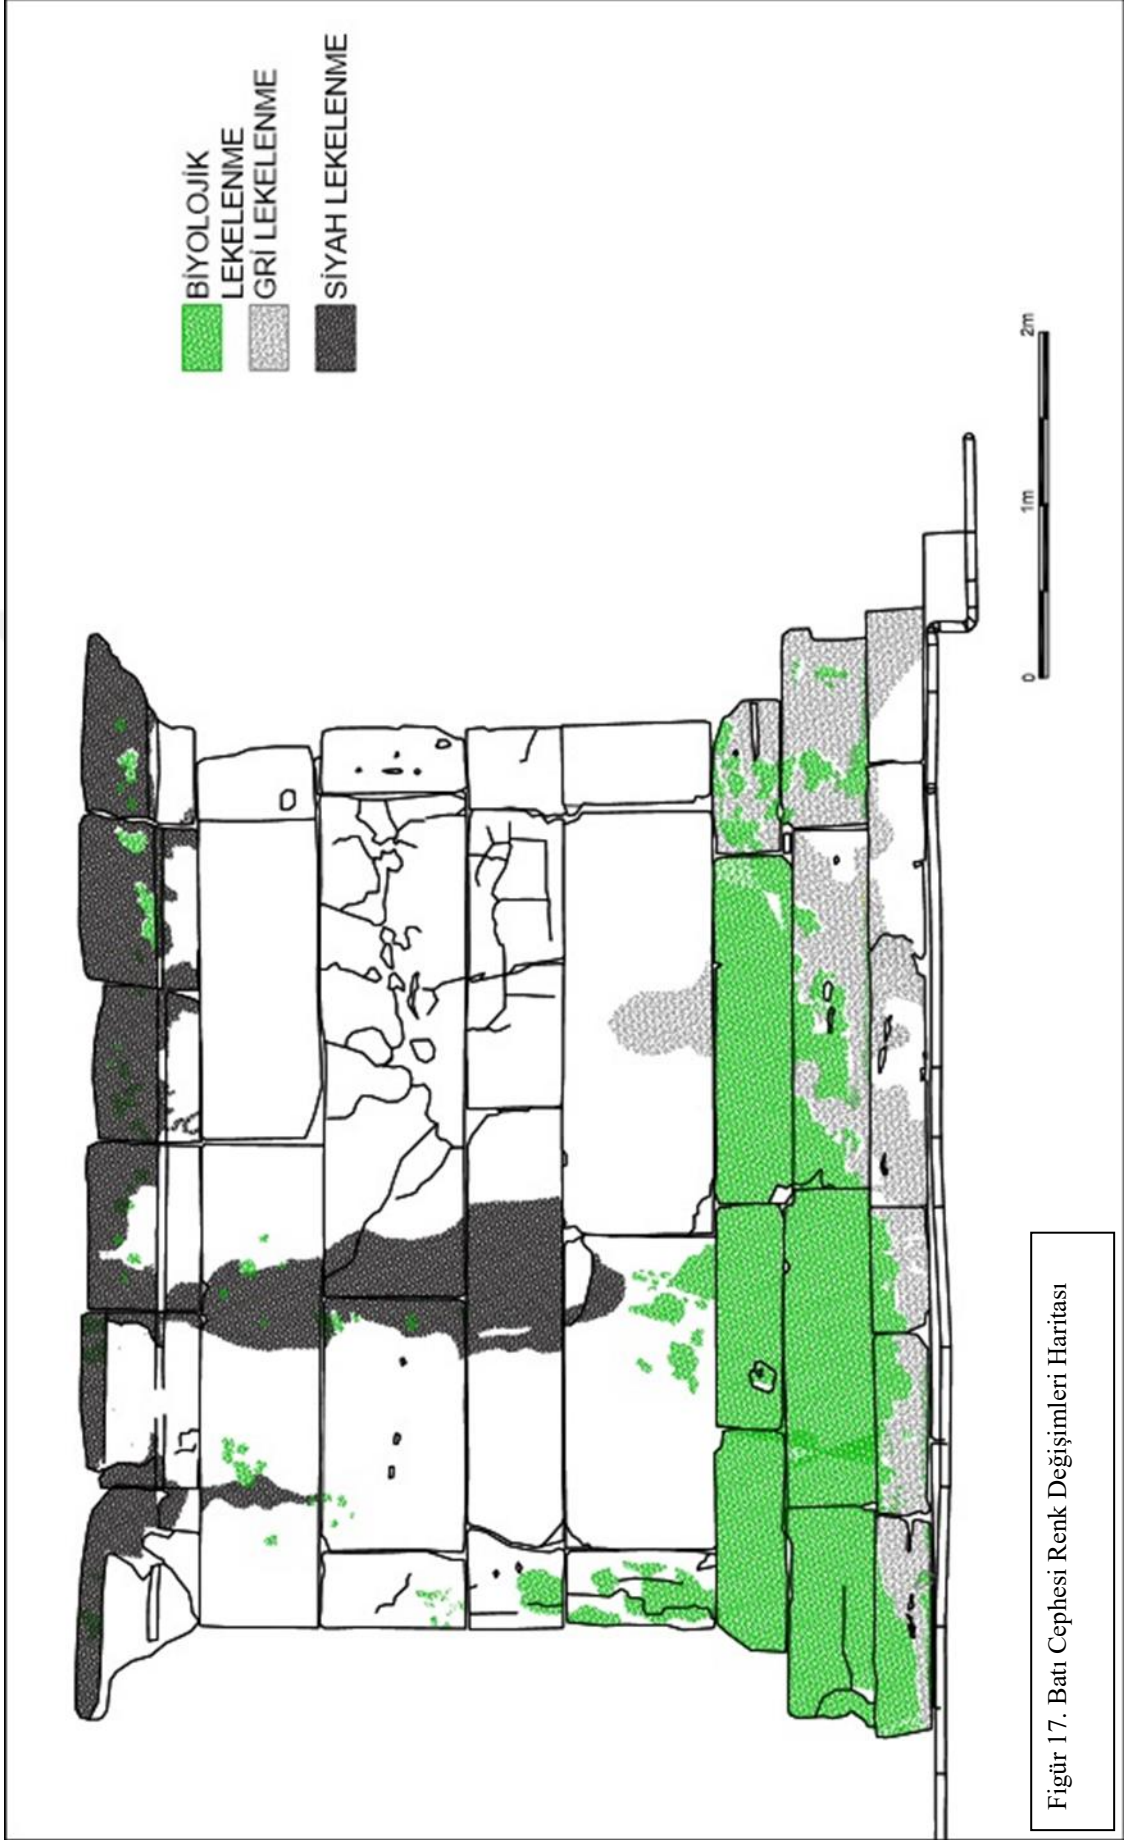 BİYOLOJİK
LEKELENME
GRİ LEKELENME
SİYAH LEKELENME
0 1m 2m
Figür 17. Batı Cephesi Renk Değişimleri Haritası